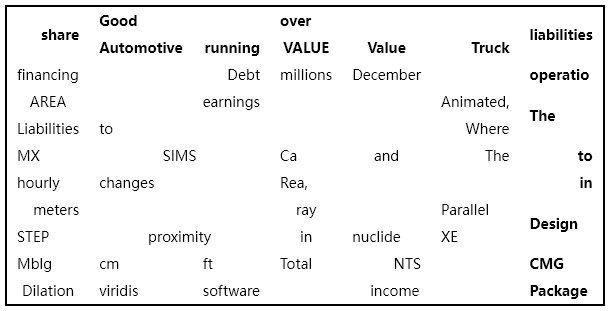 share Good Automotive running over VALUE Value Truck liabilities
financing Debt millions December operatio
AREA earnings Animated, The
Liabilities to Where
MX SIMS Ca and The to
hourly changes Rea, in
meters ray Parallel Design
STEP proximity in nuclide XE
Mblg cm ft Total NTS CMG
Dilation viridis software income Package